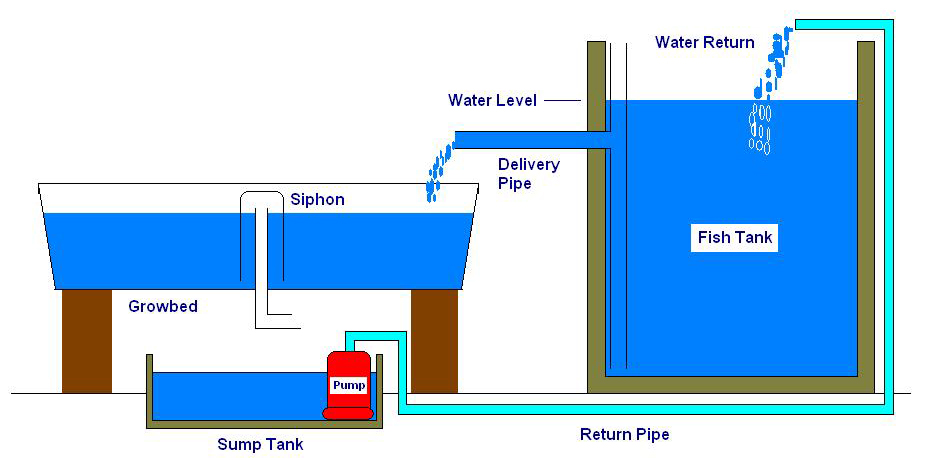 Water Return
Water Level
Delivery
Pipe
Siphon
Fish Tank
Growbed
Pump
Sump Tank
Return Pipe